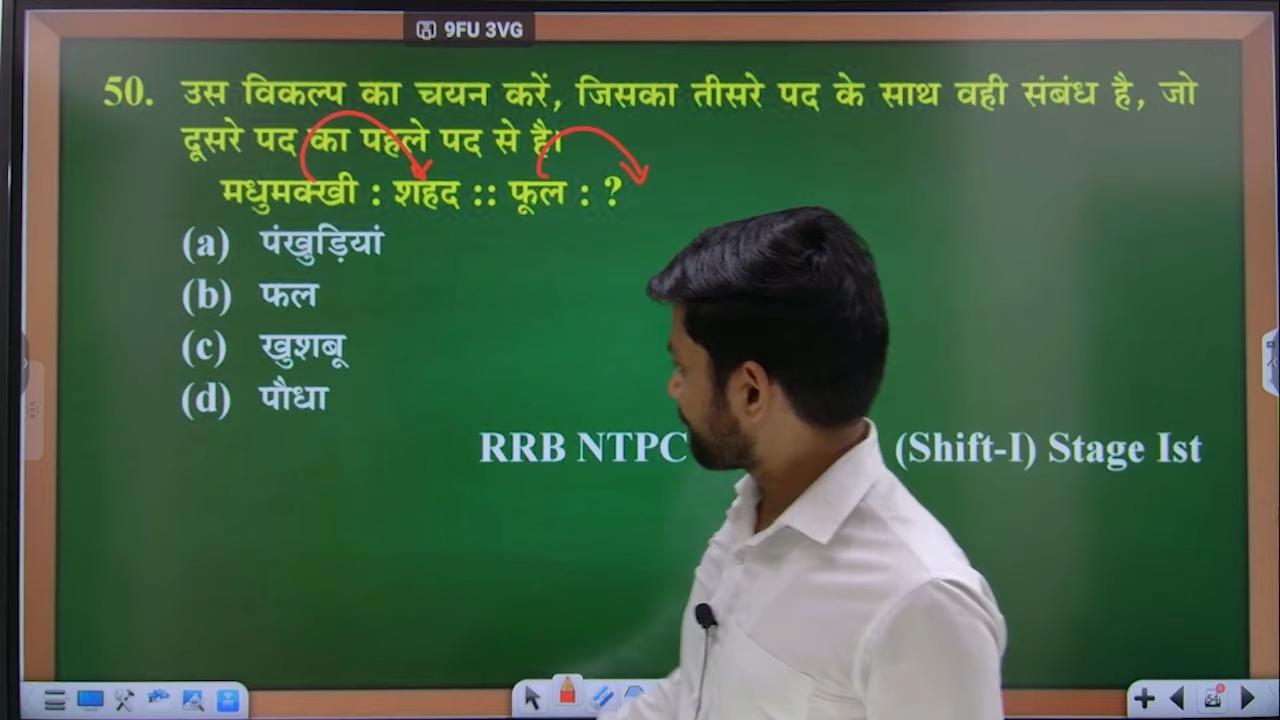 9FU 3VG
50. उस विकल्प का चयन करें, जिसका तीसरे पद के साथ वही संबंध है, जो
दूसरे पद का पहले पद से है।
मधुमक्खी : शहद :: फूल : ?
(a) पंखुड़ियां
(b) फल
(c) खुशबू
(d) पौधा
RRB NTPC (Shift-I) Stage Ist